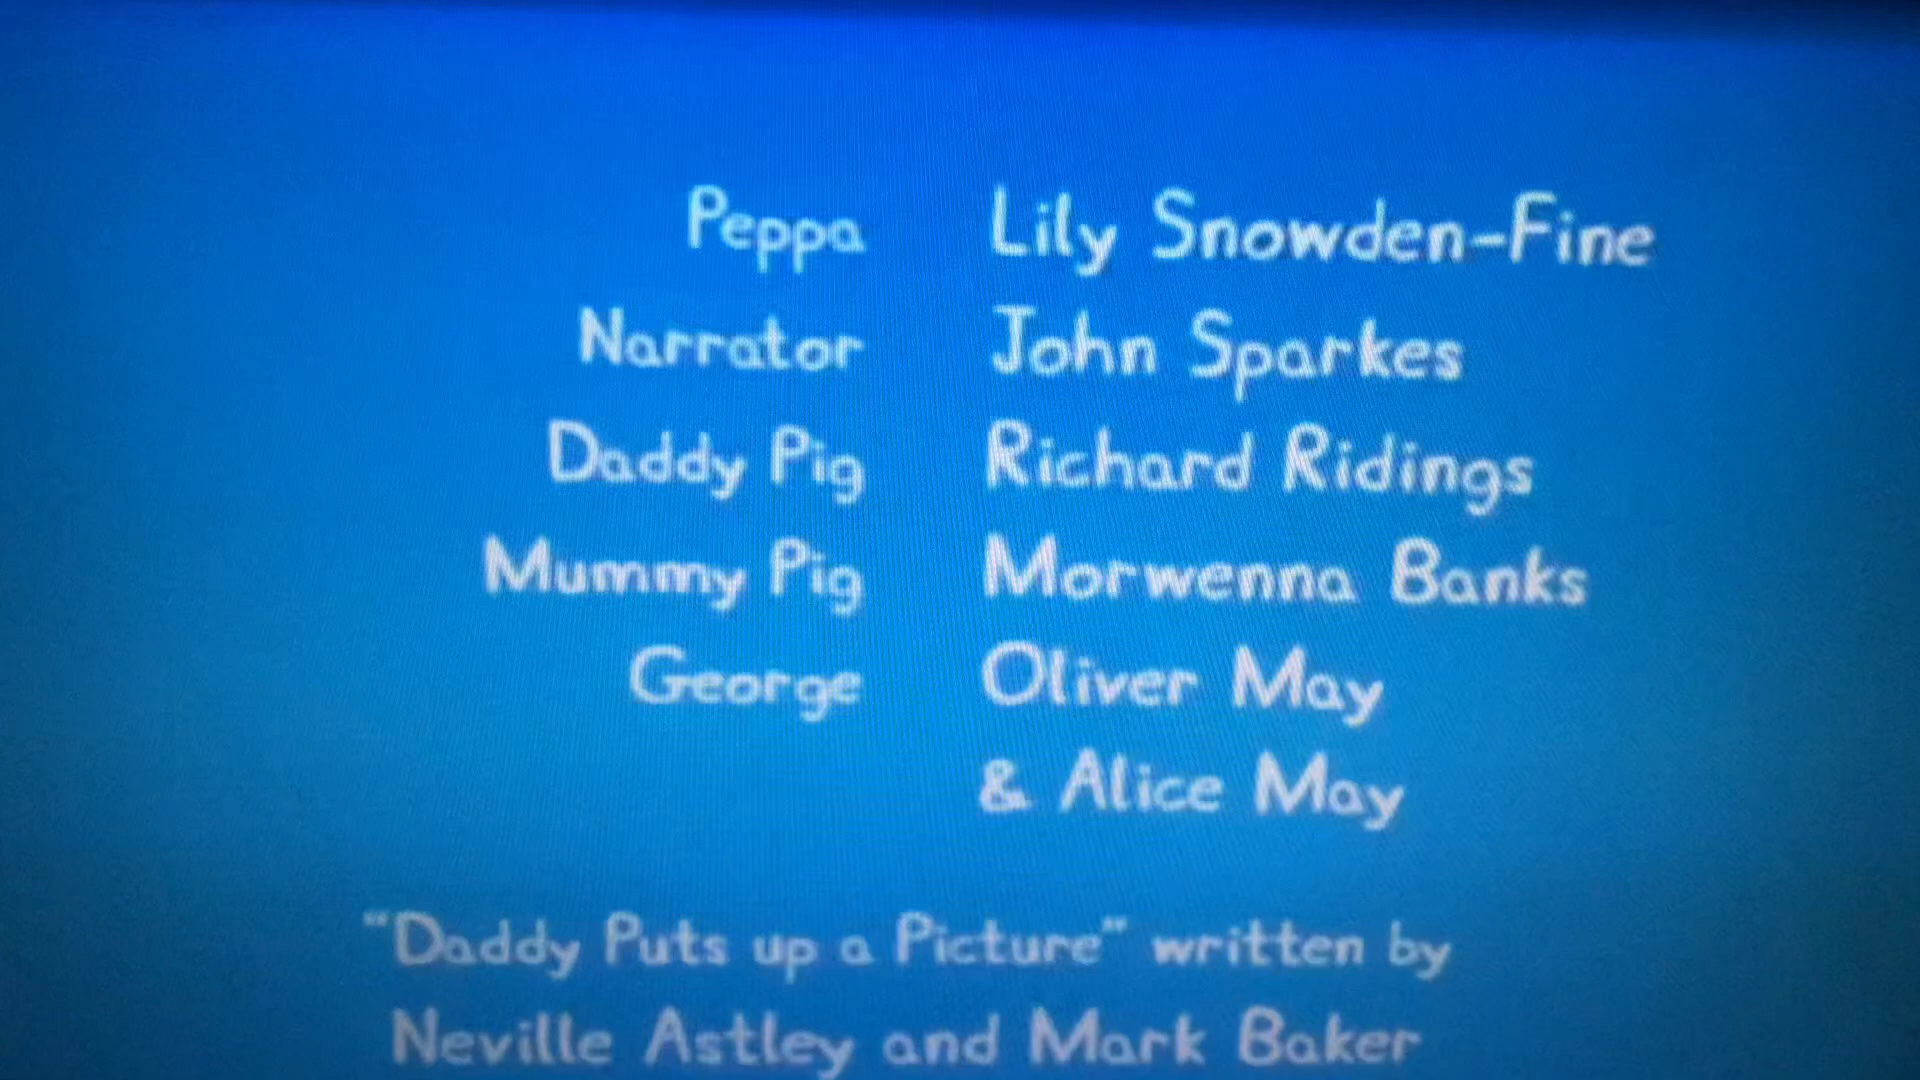 Peppa Lily Snowden-Fine
Narrator John Sparkes
Daddy Pig Richard Ridings
Mummy Pig Morwenna Banks
George Oliver May
& Alice May
“Daddy Puts up a Picture” written by
Neville Astley and Mark Baker